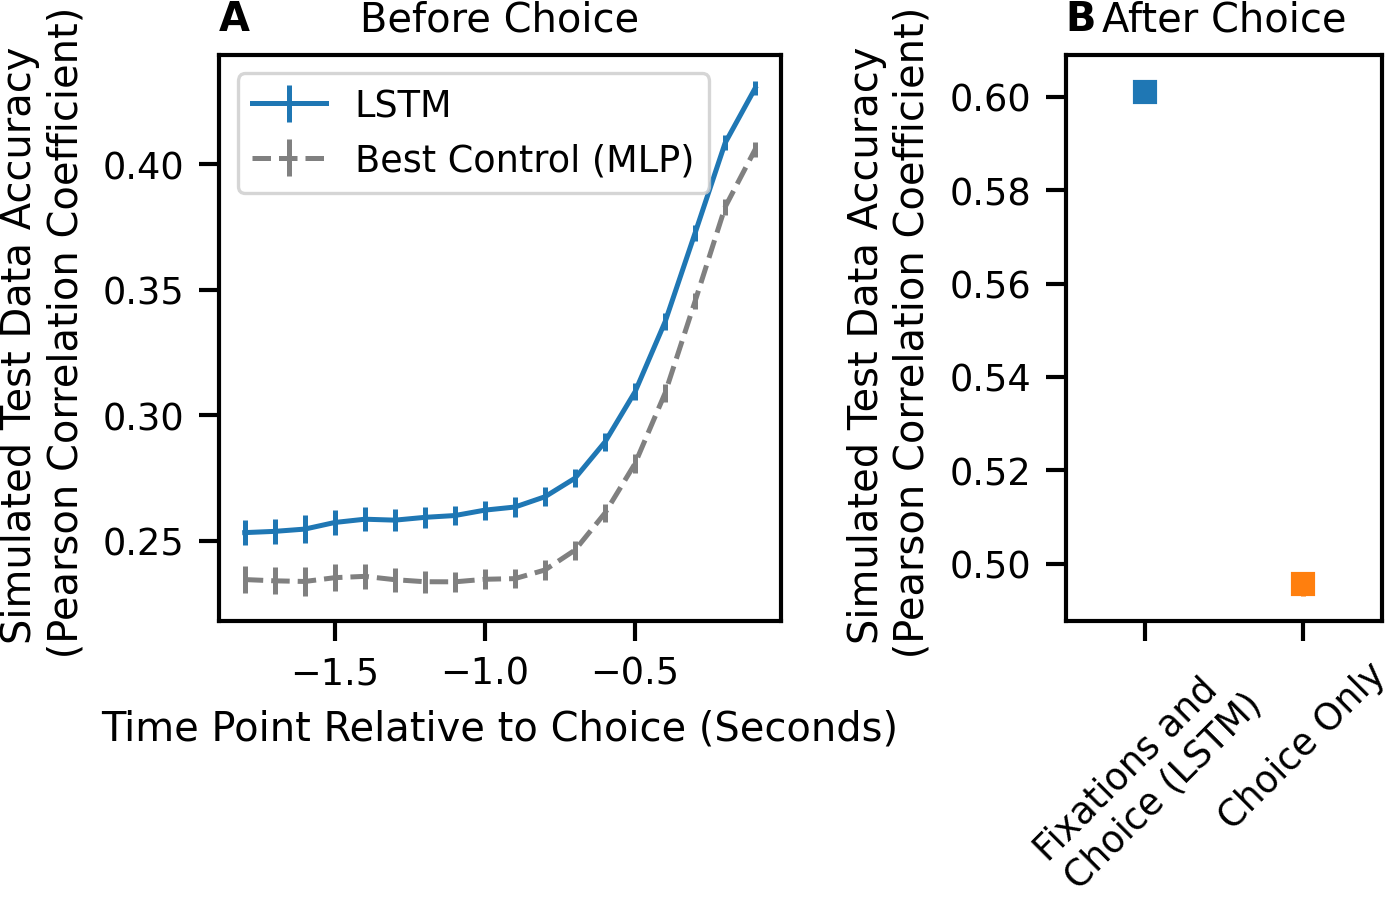 A Before Choice
Simulated Test Data Accuracy
(Pearson Correlation Coefficient)
LSTM
Best Control (MLP)
0.40
0.35
0.30
0.25
−1.5 −1.0 −0.5
Time Point Relative to Choice (Seconds)
B After Choice
Simulated Test Data Accuracy
(Pearson Correlation Coefficient)
0.60
0.58
0.56
0.54
0.52
0.50
Fixations and
Choice (LSTM)
Choice Only